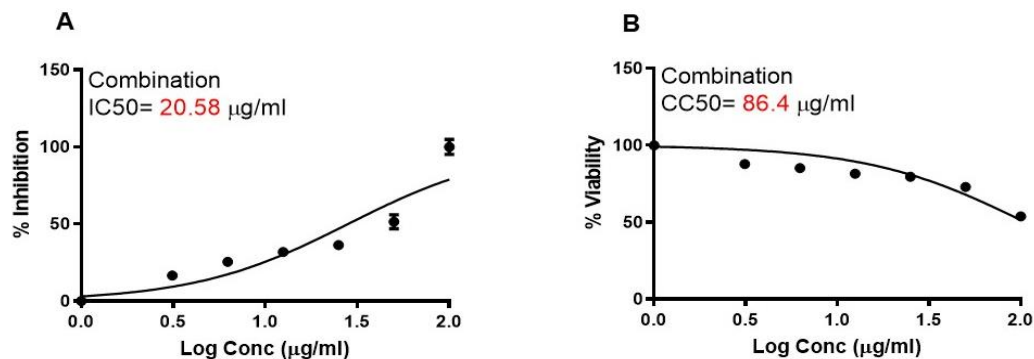 A
Combination
IC50= 20.58 μg/ml
% Inhibition
150
100
50
0
0.0 0.5 1.0 1.5 2.0
Log Conc (μg/ml)
B
Combination
CC50= 86.4 μg/ml
% Viability
150
100
50
0
0.0 0.5 1.0 1.5 2.0
Log Conc (μg/ml)